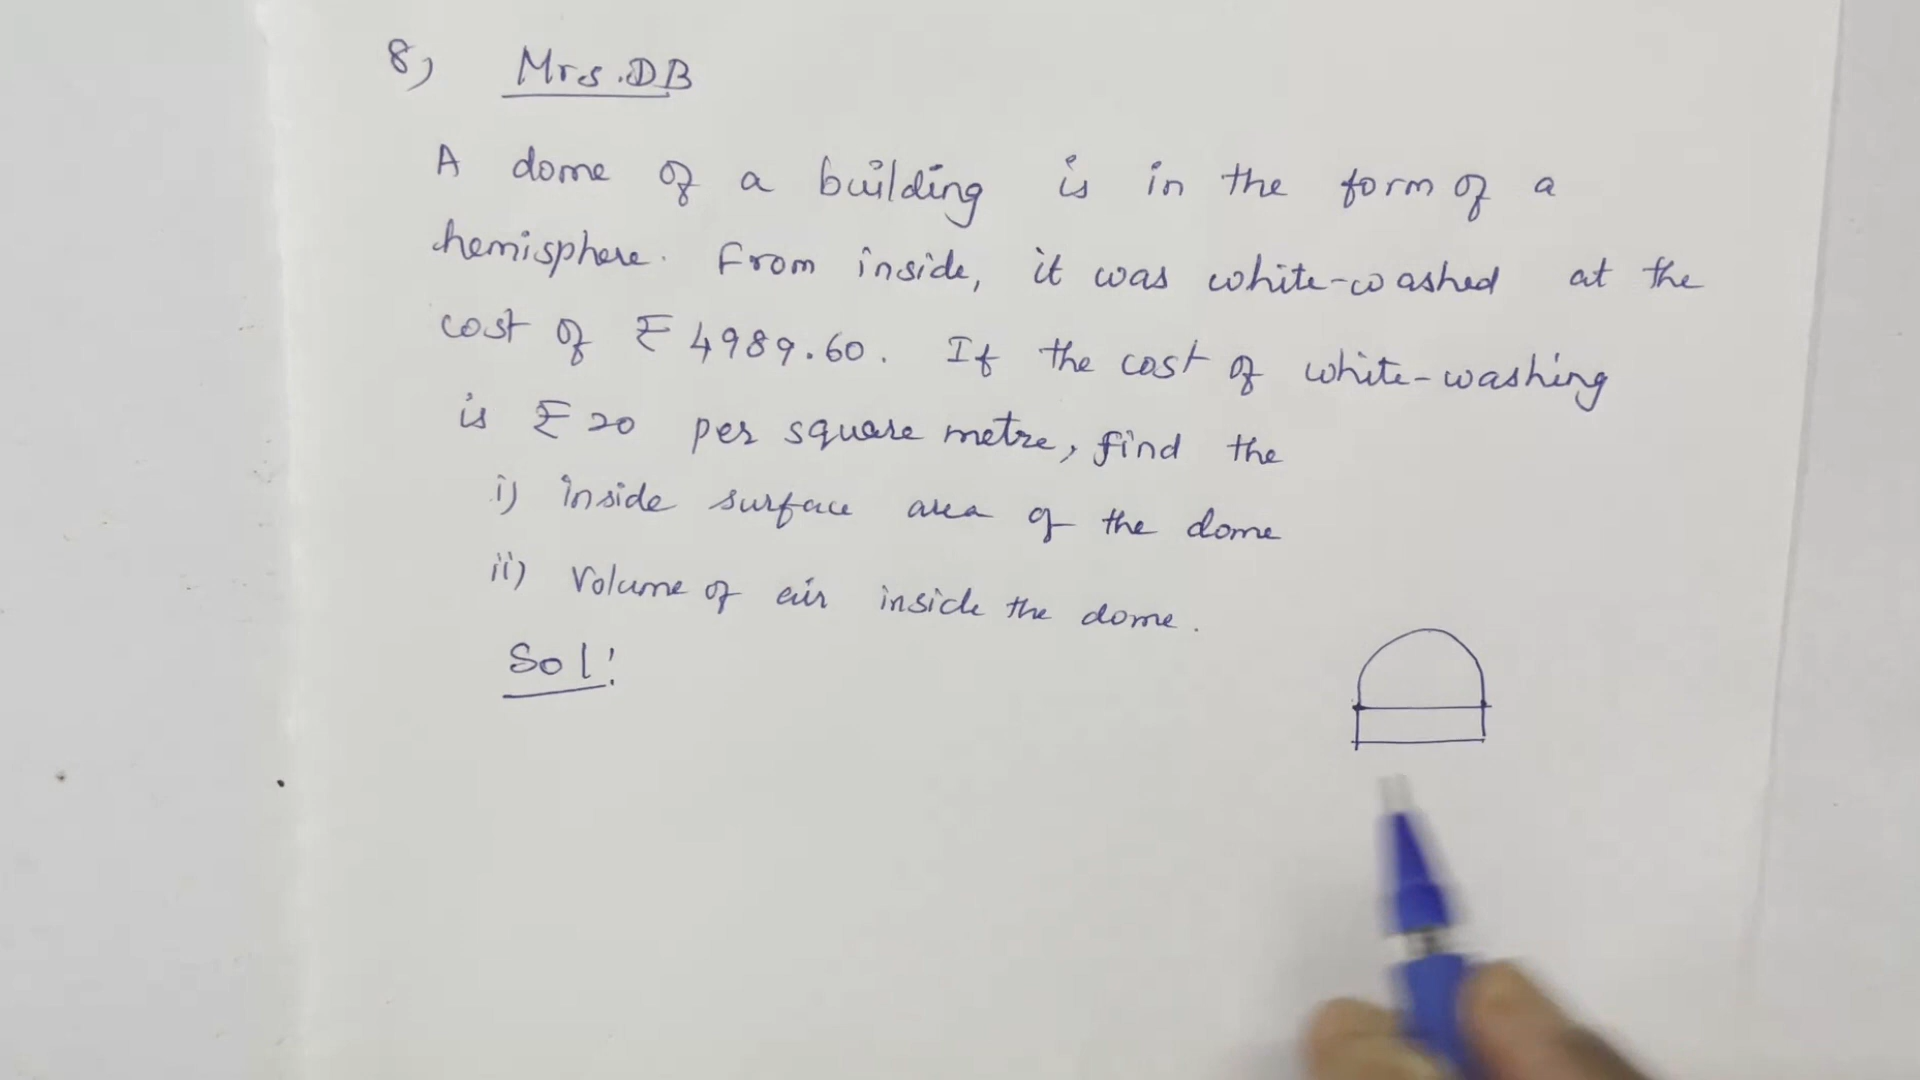 8) Mrs.DB
A dome of a building is in the form of a
hemisphere. From inside, it was white-washed at the
cost of ₹ 4989.60. If the cost of white-washing
is ₹ 20 per square metre, find the
i) inside surface area of the dome
ii) Volume of air inside the dome.
Sol: